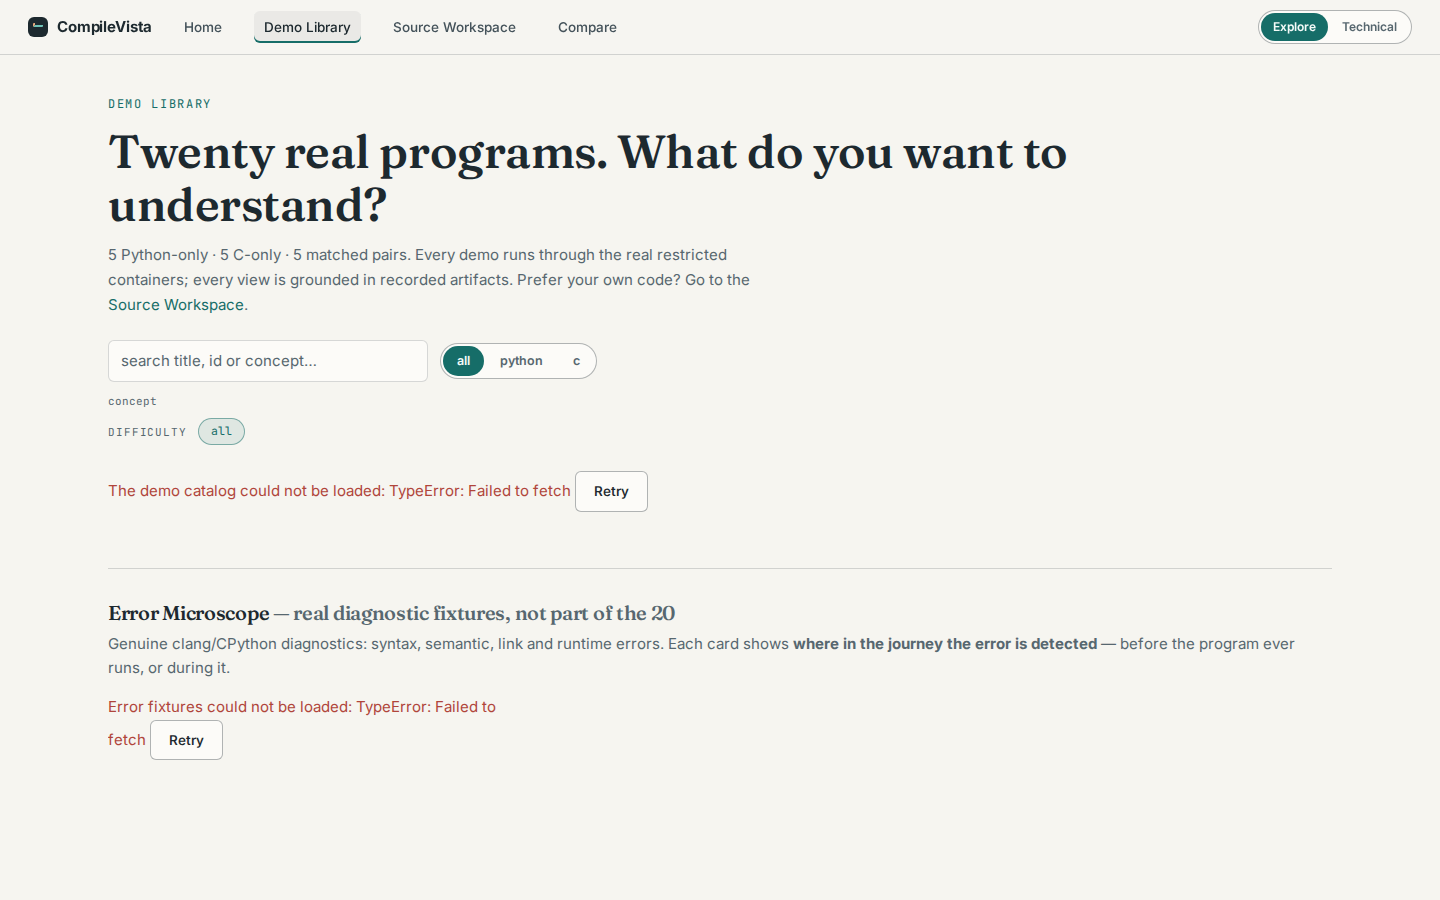 CompileVista Home Demo Library Source Workspace Compare Explore Technical
DEMO LIBRARY
Twenty real programs. What do you want to
understand?
5 Python-only · 5 C-only · 5 matched pairs. Every demo runs through the real restricted
containers; every view is grounded in recorded artifacts. Prefer your own code? Go to the
Source Workspace.
search title, id or concept... all python c
concept
DIFFICULTY all
The demo catalog could not be loaded: TypeError: Failed to fetch Retry
Error Microscope — real diagnostic fixtures, not part of the 20
Genuine clang/CPython diagnostics: syntax, semantic, link and runtime errors. Each card shows where in the journey the error is detected — before the program ever
runs, or during it.
Error fixtures could not be loaded: TypeError: Failed to
fetch Retry